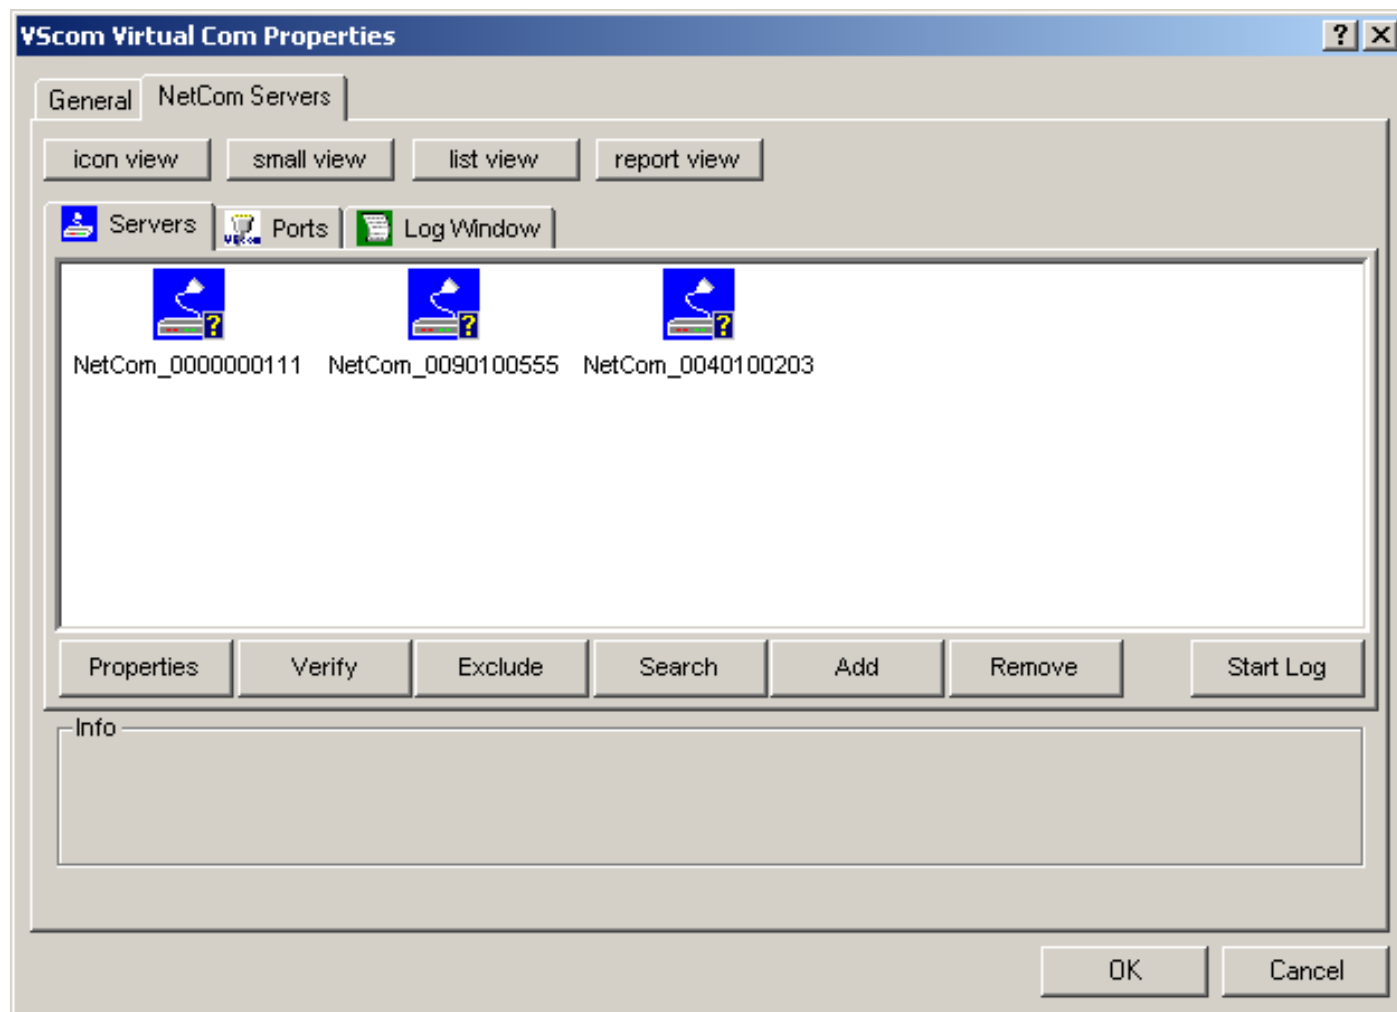 VScom Virtual Com Properties
General NetCom Servers
icon view small view list view report view
Servers VScom Ports Log Window
NetCom_0000000111 NetCom_0090100555 NetCom_0040100203
Properties Verify Exclude Search Add Remove Start Log
Info
OK Cancel